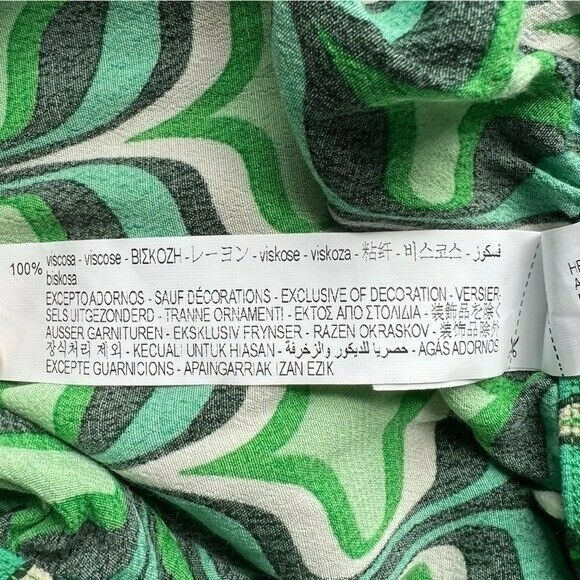 100% viscosa - viscose - ΒΙΣΚΟΖΗ - レーヨン - viskose - viskoza - 粘纤 - 비스코스 - فسكوز
biskosa
EXCEPTO ADORNOS - SAUF DÉCORATIONS - EXCLUSIVE OF DECORATION - VERSIER
SELS UITGEZONDERD - TRANNE ORNAMENTI - ΕΚΤΟΣ ΑΠΟ ΣΤΟΛΙΔΙΑ - 装飾品を除く
AUSSER GARNITUREN - EKSKLUSIV FRYNSER - RAZEN OKRASKOV - 装饰品除外
장식처리 제외 - KECUALI UNTUK HIASAN - حصريا للديكور والزخرفة - AGÁS ADORNOS
EXCEPTE GUARNICIONS - APAINGARRIAK IZAN EZIK